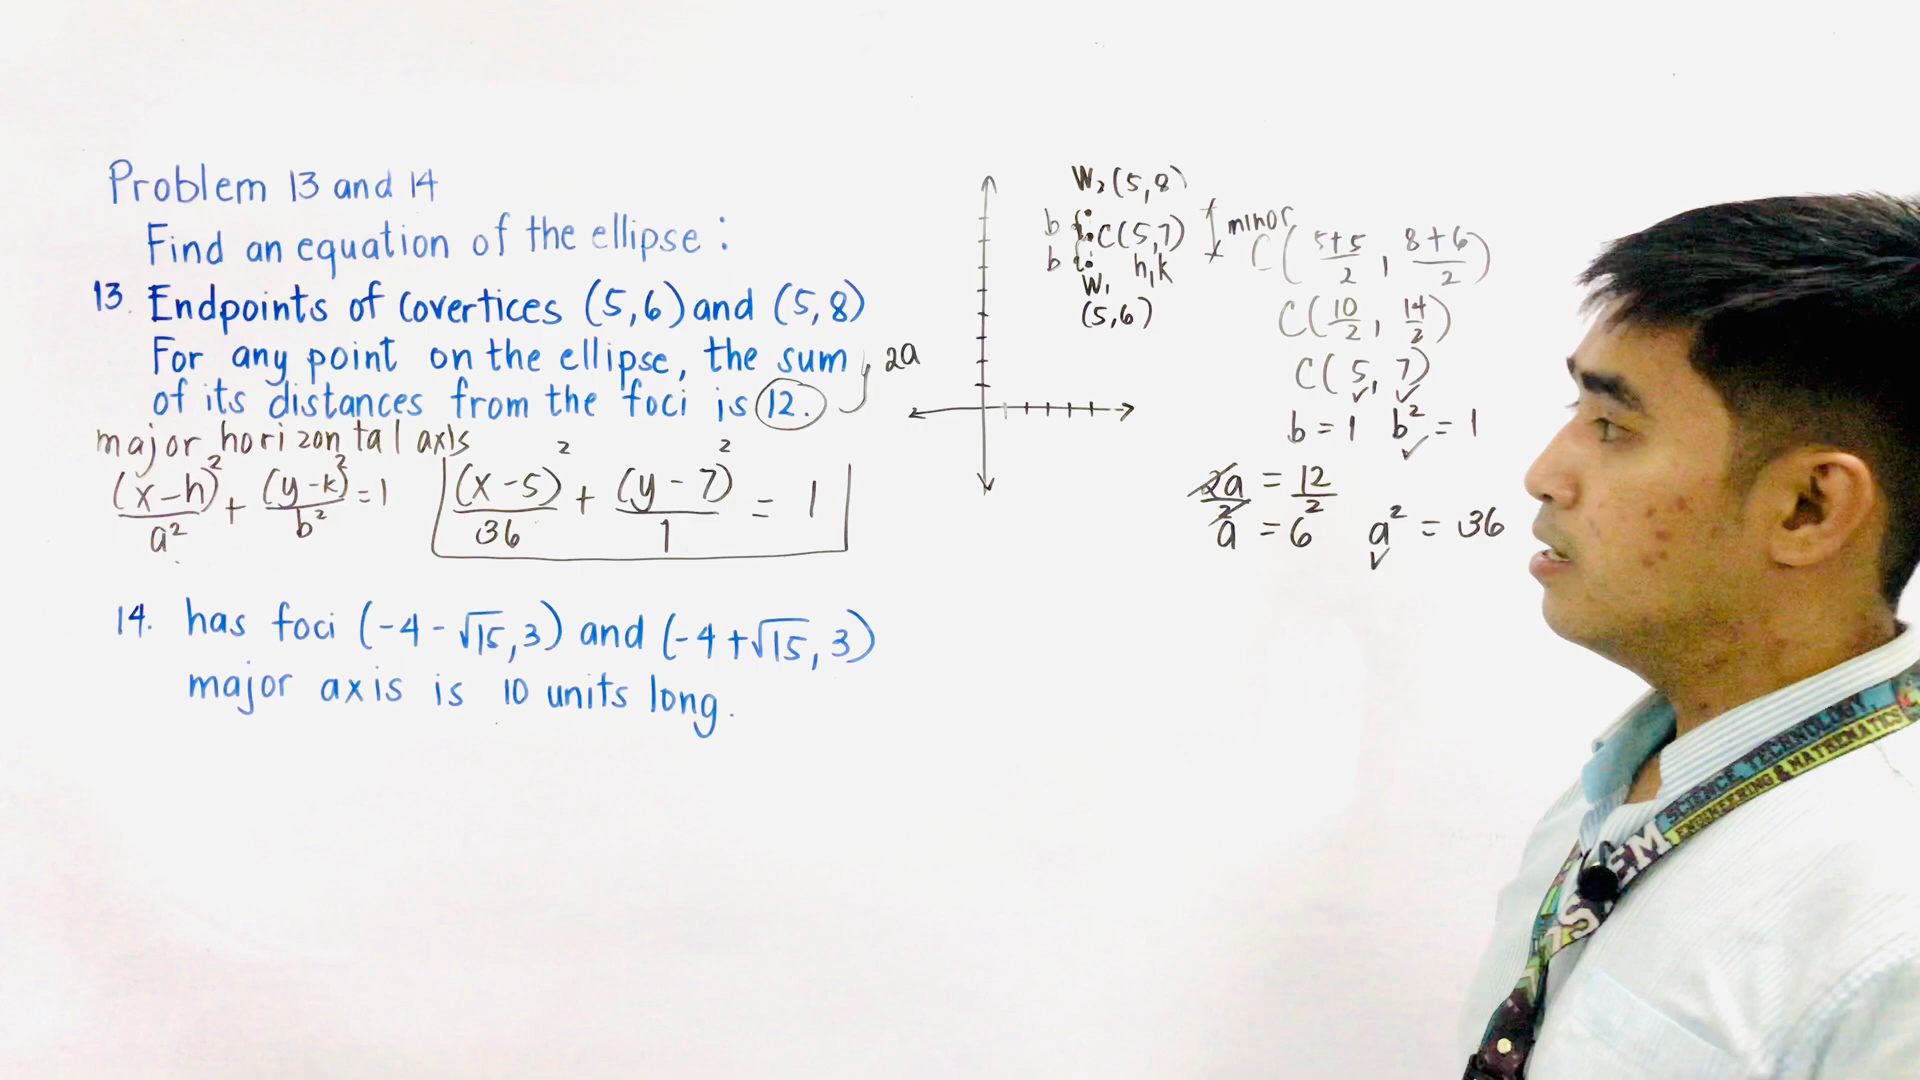 Problem 13 and 14
Find an equation of the ellipse :
13. Endpoints of covertices (5,6) and (5,8)
For any point on the ellipse, the sum
of its distances from the foci is 12.
2a
major horizontal axis
(x-h)²/a² + (y-k)²/b² = 1
(x-5)²/36 + (y-7)²/1 = 1
14. has foci (-4-√15,3) and (-4+√15, 3)
major axis is 10 units long.
W₂(5,8)
b C(5,7)
b h,k
W₁
(5,6)
minor
C(5+5/2, 8+6/2)
C(10/2, 14/2)
C(5, 7)
b = 1 b² = 1
2a/2 = 12/2
a = 6 a² = 36
SCIENCE, TECHNOLOGY,
ENGINEERING & MATHEMATICS
STEM